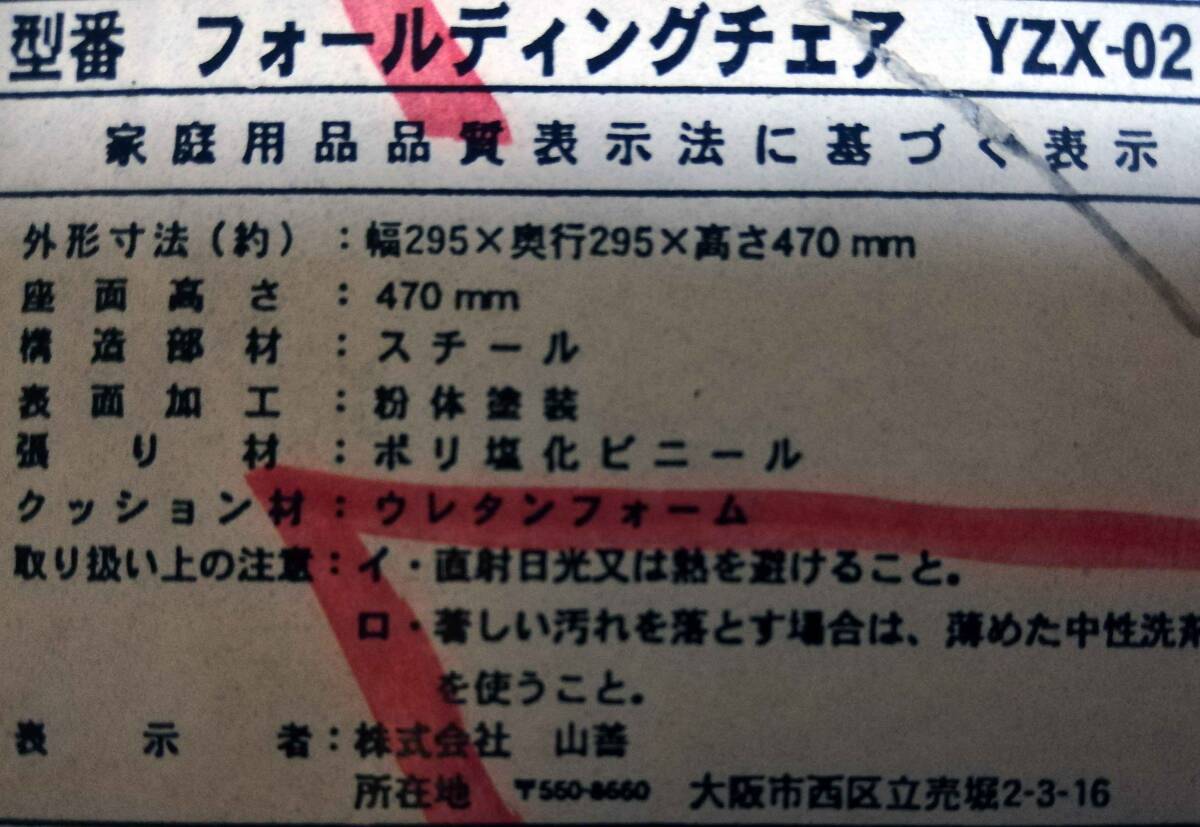 型番 フォールディングチェア YZX-02
家庭用品品質表示法に基づく表示
外形寸法(約):幅295×奥行295×高さ470mm
座面高さ:470mm
構造部材:スチール
表面加工:粉体塗装
張り材:ポリ塩化ビニール
クッション材:ウレタンフォーム
取り扱い上の注意:イ・直射日光又は熱を避けること。
ロ・著しい汚れを落とす場合は、薄めた中性洗剤
を使うこと。
表示者:株式会社 山善
所在地 〒550-8660 大阪市西区立売堀2-3-16